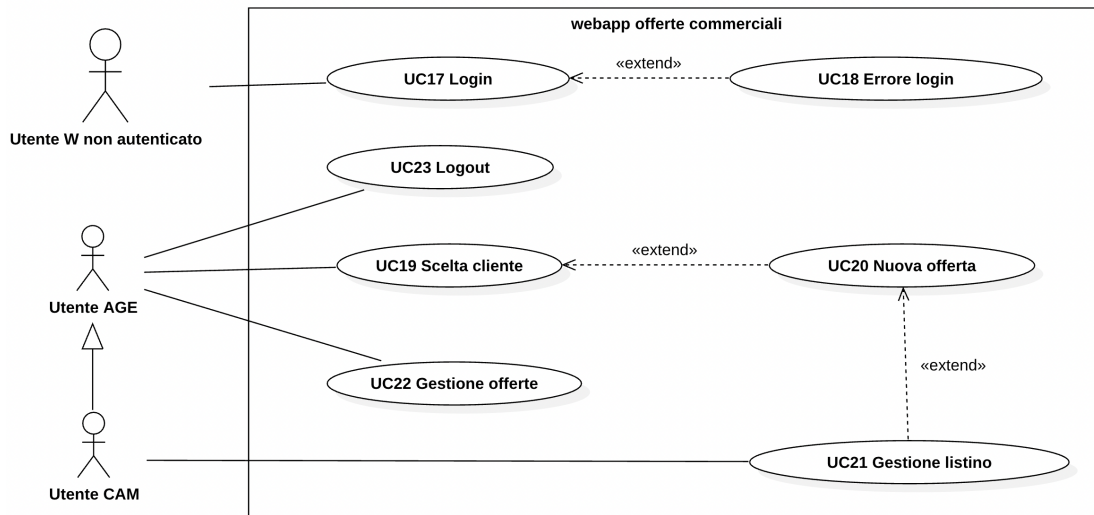 webapp offerte commerciali
UC17 Login
«extend»
UC18 Errore login
Utente W non autenticato
UC23 Logout
Utente AGE
UC19 Scelta cliente
«extend»
UC20 Nuova offerta
UC22 Gestione offerte
«extend»
Utente CAM
UC21 Gestione listino